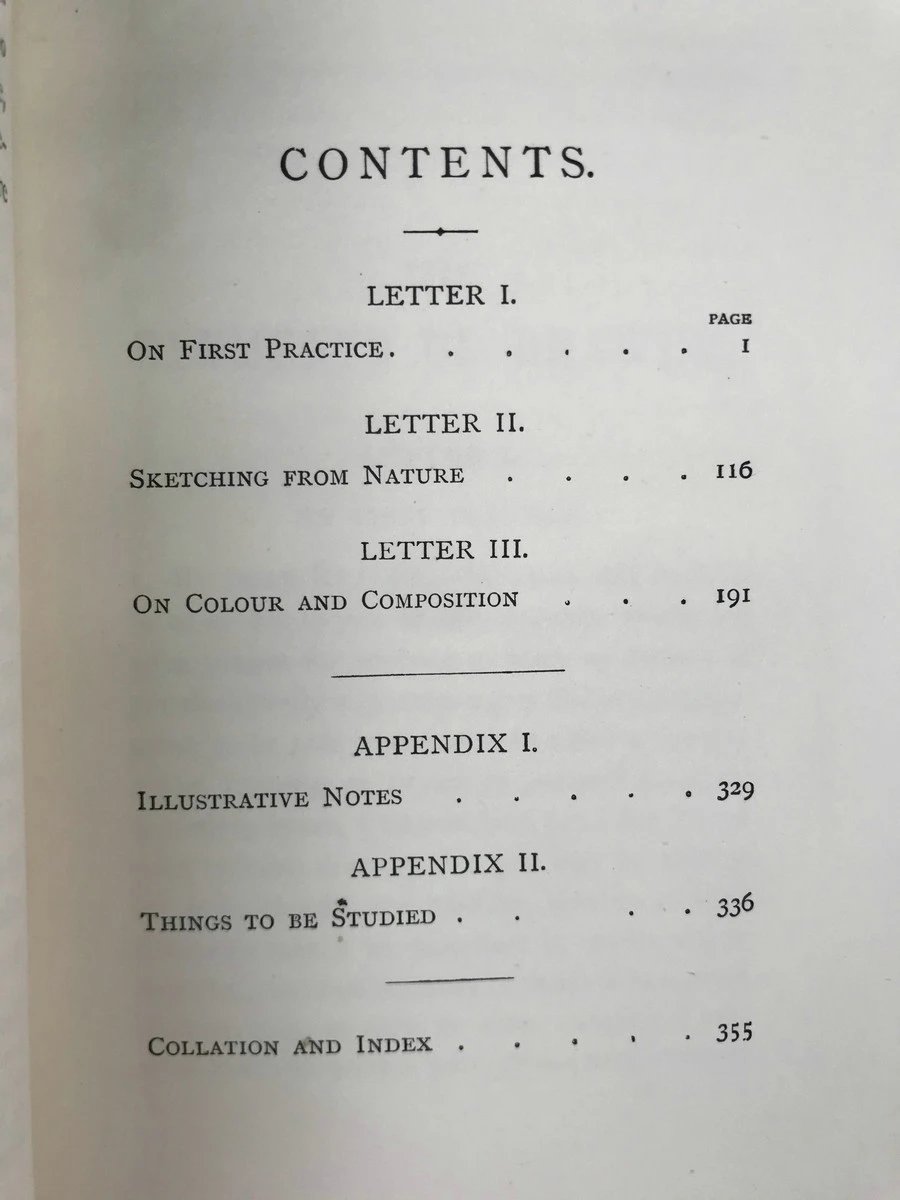 CONTENTS.
LETTER I.
PAGE
ON FIRST PRACTICE. . . . . . 1
LETTER II.
SKETCHING FROM NATURE . . . . 116
LETTER III.
ON COLOUR AND COMPOSITION . . . 191
APPENDIX I.
ILLUSTRATIVE NOTES . . . . . 329
APPENDIX II.
THINGS TO BE STUDIED . . . . 336
COLLATION AND INDEX . . . . . 355